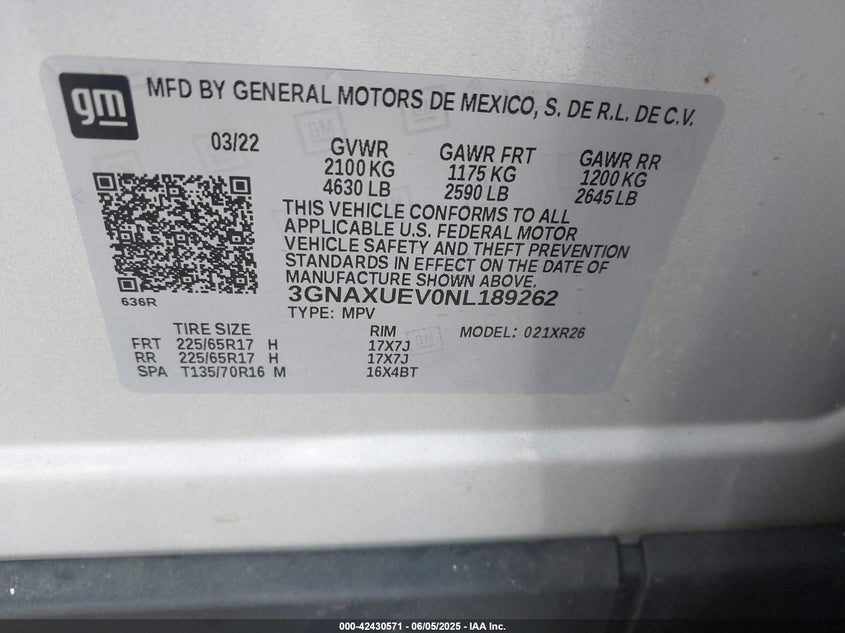 gm
MFD BY GENERAL MOTORS DE MEXICO, S. DE R.L. DE C.V.
03/22 GVWR GAWR FRT GAWR RR
2100 KG 1175 KG 1200 KG
4630 LB 2590 LB 2645 LB
THIS VEHICLE CONFORMS TO ALL
APPLICABLE U.S. FEDERAL MOTOR
VEHICLE SAFETY AND THEFT PREVENTION
STANDARDS IN EFFECT ON THE DATE OF
MANUFACTURE SHOWN ABOVE.
636R
3GNAXUEV0NL189262
TYPE: MPV
TIRE SIZE RIM MODEL: 021XR26
FRT 225/65R17 H 17X7J
RR 225/65R17 H 17X7J
SPA T135/70R16 M 16X4BT
000-42430571 - 06/05/2025 - IAA Inc.